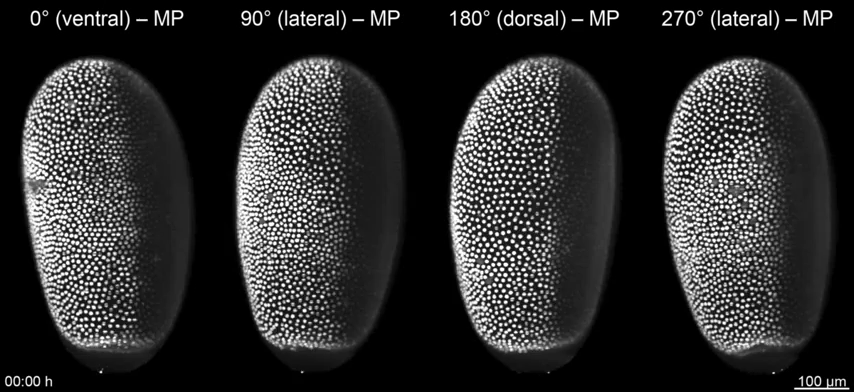 0° (ventral) – MP
90° (lateral) – MP
180° (dorsal) – MP
270° (lateral) – MP
00:00 h
100 µm